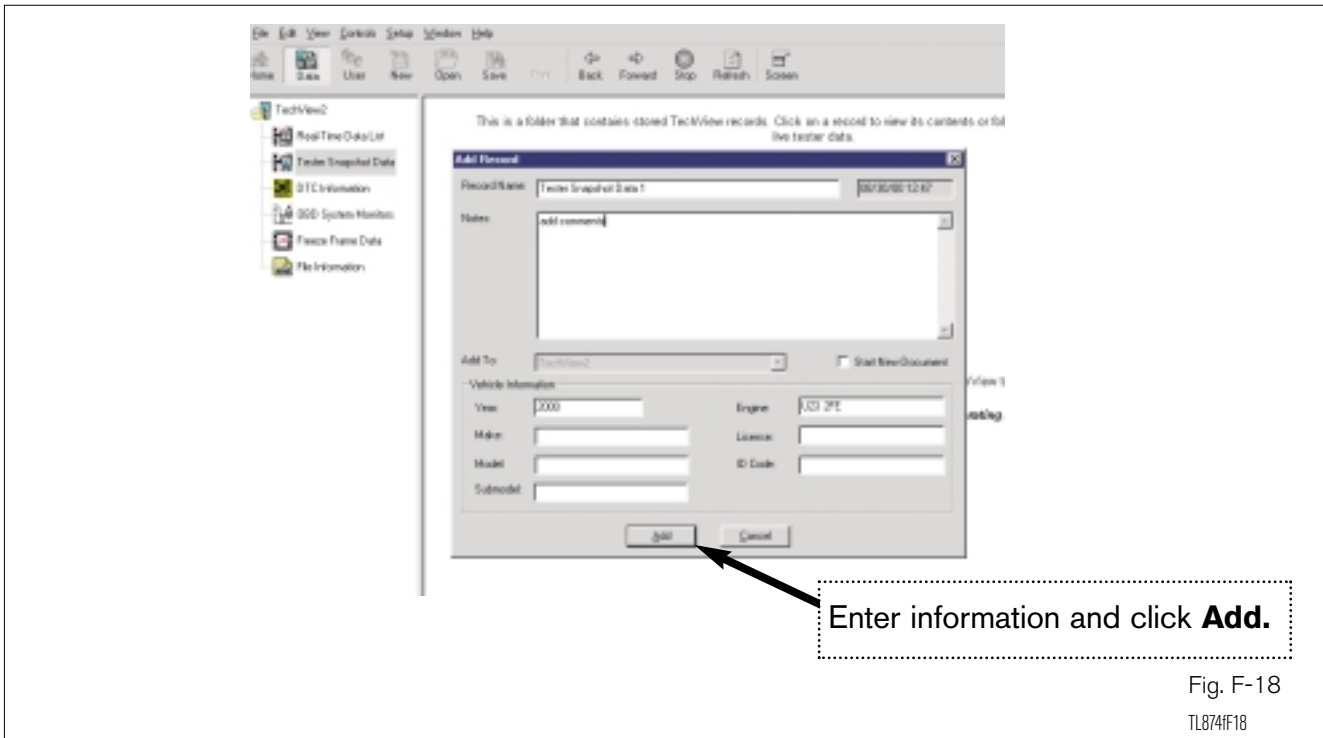 File Edit View Controls Setup Window Help
Home Data User New Open Save Print Back Forward Stop Refresh Screen
TechView2
Real Time Data List
Tester Snapshot Data
DTC Information
OBD System Monitors
Freeze Frame Data
File Information
This is a folder that contains stored TechView records. Click on a record to view its contents or fol
live tester data.
Add Record
Record Name: Tester Snapshot Data 1
Notes: add comments
Add To: TechView2 Start New Document
Vehicle Information
Year: 2000 Engine:
Make: License:
Model: ID Code:
Submodel:
Add Cancel
Enter information and click Add.
Fig. F-18
TL874fF18